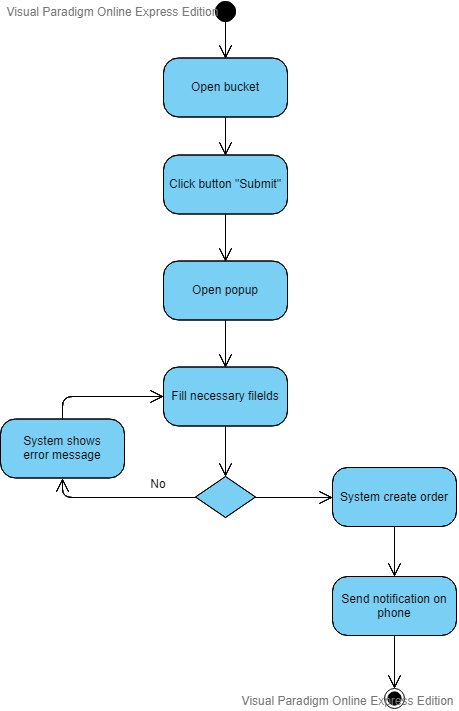 Visual Paradigm Online Express Edition
Open bucket
Click button "Submit"
Open popup
Fill necessary fileIds
System shows
error message
No
System create order
Send notification on
phone
Visual Paradigm Online Express Edition